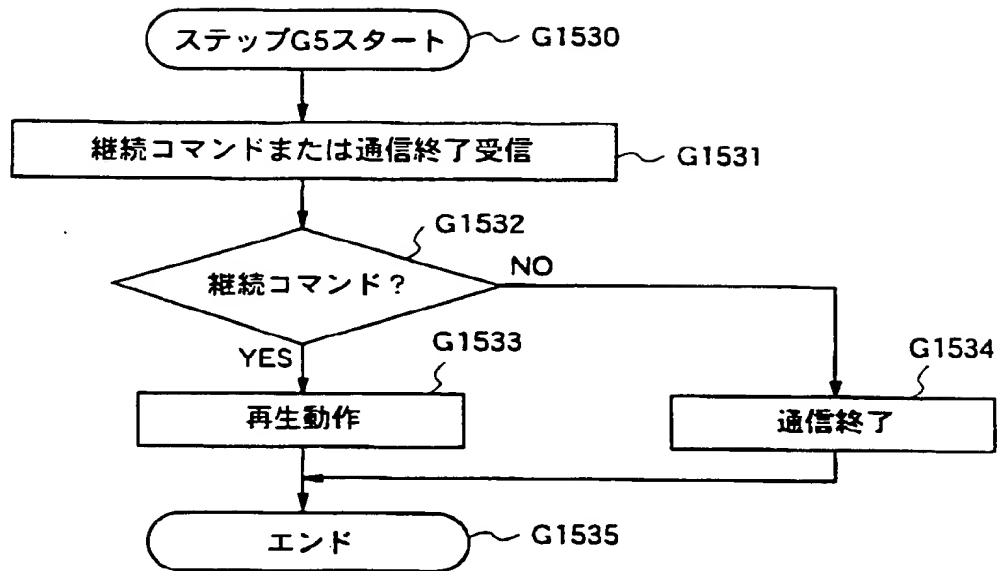 ステップG5スタート
G1530
継続コマンドまたは通信終了受信
G1531
G1532
継続コマンド？
NO
YES
G1533
G1534
再生動作
通信終了
エンド
G1535